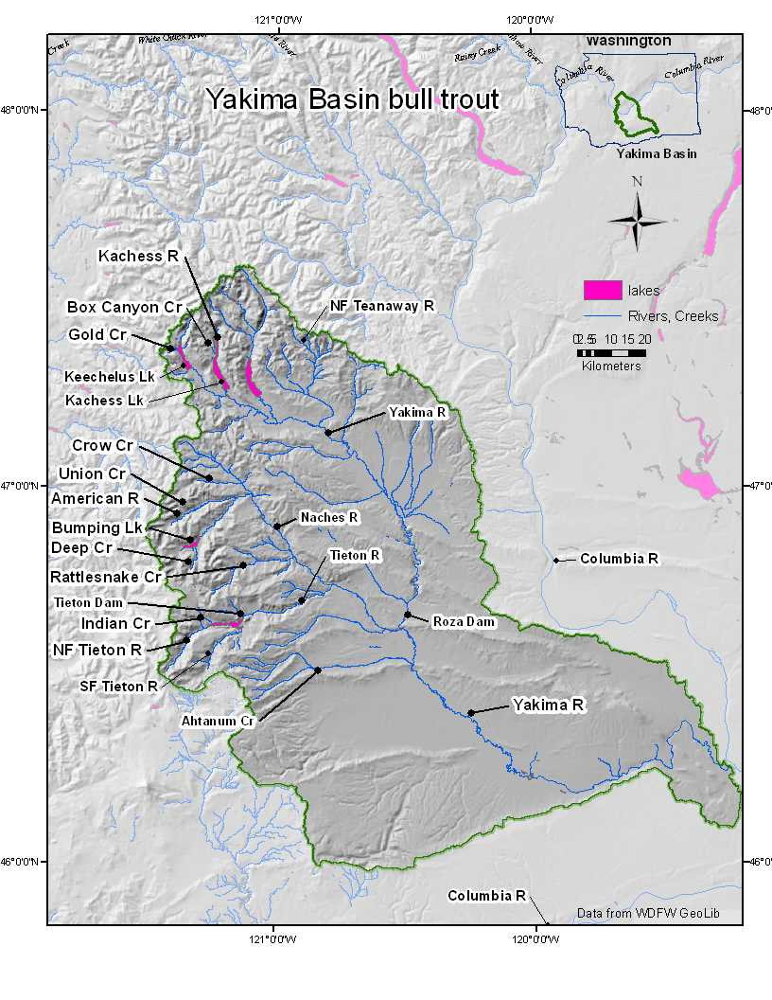 121°0'0"W 120°0'0"W
Creek
White Chuck River
River
Rainy Creek
River
Washington
Columbia River
Columbia River
48°0'0"N
48°0'
Yakima Basin bull trout
Yakima Basin
N
Kachess R
lakes
Box Canyon Cr
NF Teanaway R
Rivers, Creeks
Gold Cr
0 2.5 5 10 15 20
Kilometers
Keechelus Lk
Kachess Lk
Yakima R
Crow Cr
Union Cr
47°0'0"N
47°0'
American R
Naches R
Bumping Lk
Deep Cr
Tieton R
Columbia R
Rattlesnake Cr
Tieton Dam
Indian Cr
Roza Dam
NF Tieton R
SF Tieton R
Yakima R
Ahtanum Cr
46°0'0"N
46°0'
Columbia R
Data from WDFW GeoLib
121°0'0"W 120°0'0"W